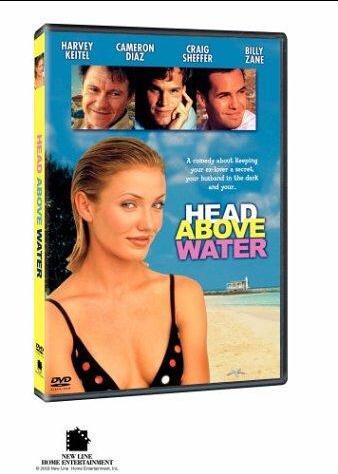 HARVEY KEITEL CAMERON DIAZ CRAIG SHEFFER BILLY ZANE
A comedy about keeping
your ex-lover a secret,
your husband in the dark
and your..
HEAD
ABOVE
WATER
HEAD ABOVE WATER
DVD
DVD
NEW LINE
HOME ENTERTAINMENT